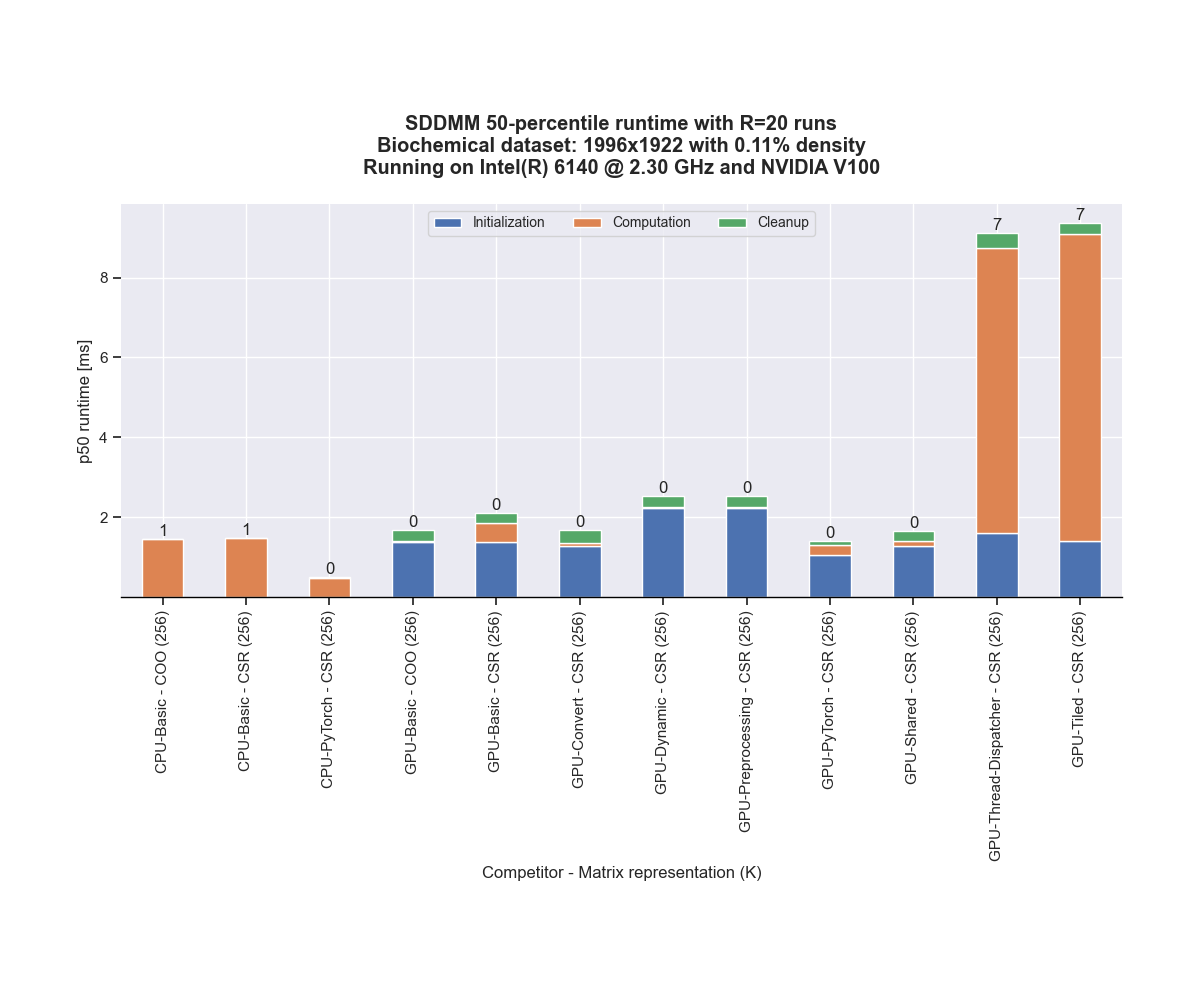 SDDMM 50-percentile runtime with R=20 runs
Biochemical dataset: 1996x1922 with 0.11% density
Running on Intel(R) 6140 @ 2.30 GHz and NVIDIA V100
Initialization Computation Cleanup
p50 runtime [ms]
8
6
4
2
1
1
0
0
0
0
0
0
0
0
7
7
CPU-Basic - COO (256)
CPU-Basic - CSR (256)
CPU-PyTorch - CSR (256)
GPU-Basic - COO (256)
GPU-Basic - CSR (256)
GPU-Convert - CSR (256)
GPU-Dynamic - CSR (256)
GPU-Preprocessing - CSR (256)
GPU-PyTorch - CSR (256)
GPU-Shared - CSR (256)
GPU-Thread-Dispatcher - CSR (256)
GPU-Tiled - CSR (256)
Competitor - Matrix representation (K)